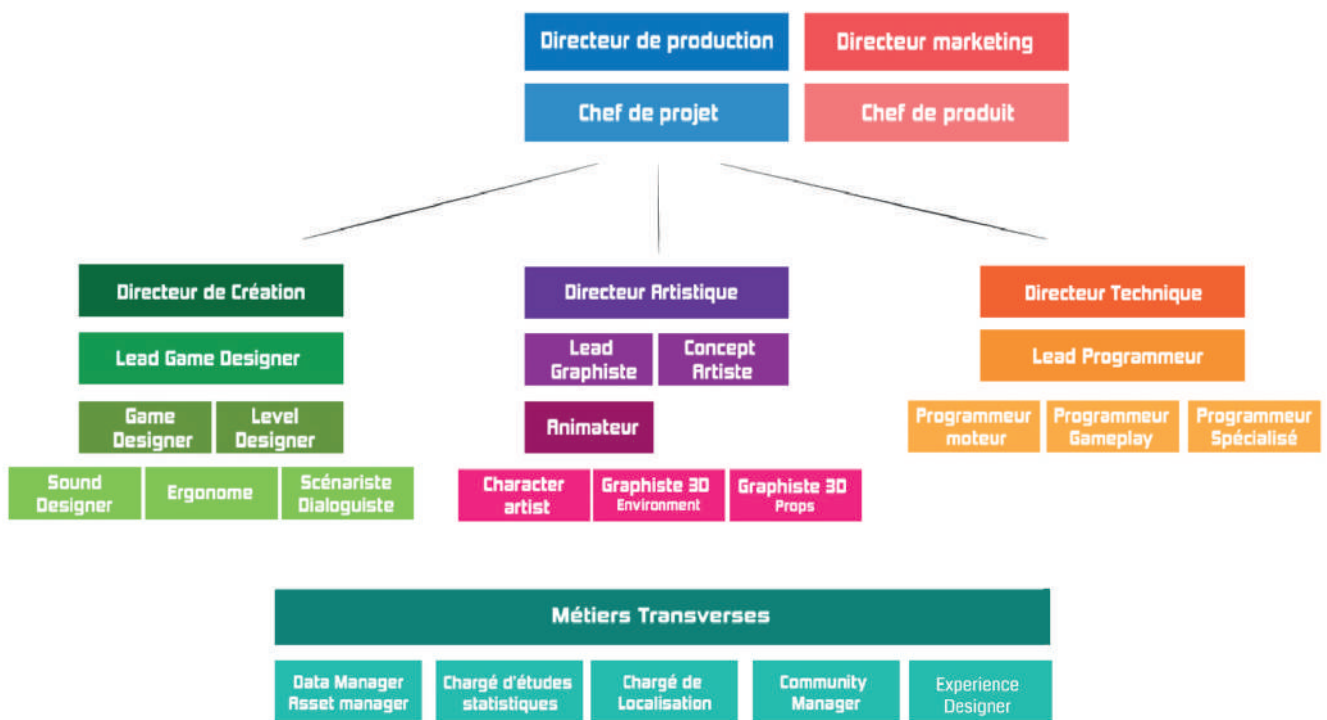 Directeur de production
Directeur marketing
Chef de projet
Chef de produit
Directeur de Création
Directeur Artistique
Directeur Technique
Lead Game Designer
Lead
Graphiste
Concept
Artiste
Lead Programmeur
Game
Designer
Level
Designer
Animateur
Programmeur
moteur
Programmeur
Gameplay
Programmeur
Spécialisé
Sound
Designer
Ergonome
Scénariste
Dialoguiste
Character
artist
Graphiste 3D
Environment
Graphiste 3D
Props
Métiers Transverses
Data Manager
Asset manager
Chargé d'études
statistiques
Chargé de
Localisation
Community
Manager
Experience
Designer